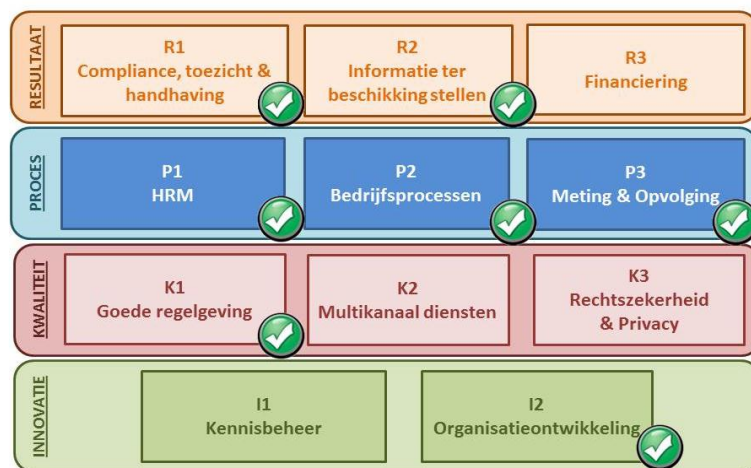 RESULTAAT
R1
Compliance, toezicht &
handhaving
R2
Informatie ter
beschikking stellen
R3
Financiering
PROCES
P1
HRM
P2
Bedrijfsprocessen
P3
Meting & Opvolging
KWALITEIT
K1
Goede regelgeving
K2
Multikanaal diensten
K3
Rechtszekerheid
& Privacy
INNOVATIE
I1
Kennisbeheer
I2
Organisatieontwikkeling